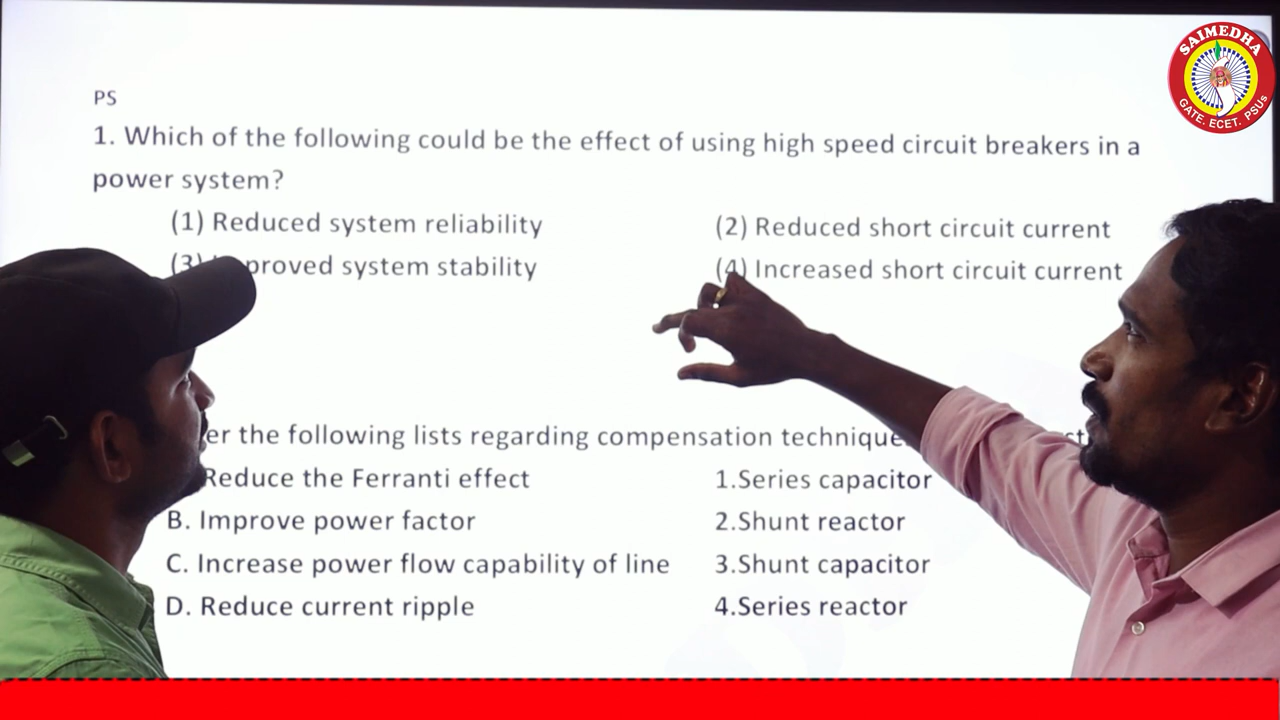 SAIMEDHA
GATE. ECET. PSUs
PS
1. Which of the following could be the effect of using high speed circuit breakers in a
power system?
(1) Reduced system reliability (2) Reduced short circuit current
(3) system stability (4) Increased short circuit current
the following lists regarding compensation
Reduce the Ferranti effect 1.Series capacitor
B. Improve power factor 2.Shunt reactor
C. Increase power flow capability of line 3.Shunt capacitor
D. Reduce current ripple 4.Series reactor